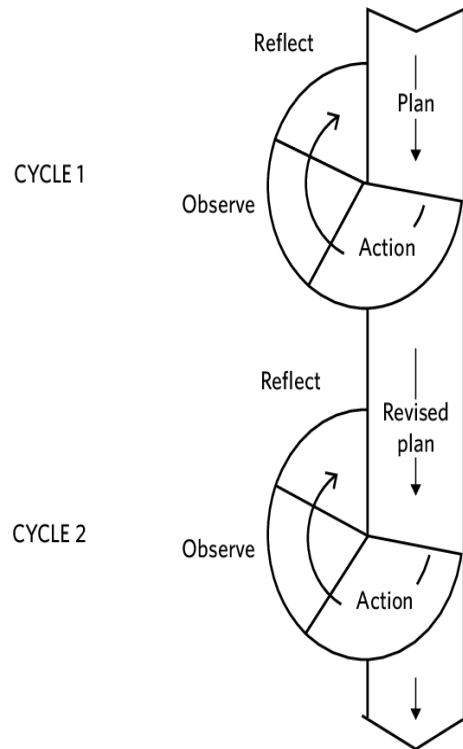 Reflect
Plan
CYCLE 1
Observe
Action
Reflect
Revised
plan
CYCLE 2
Observe
Action